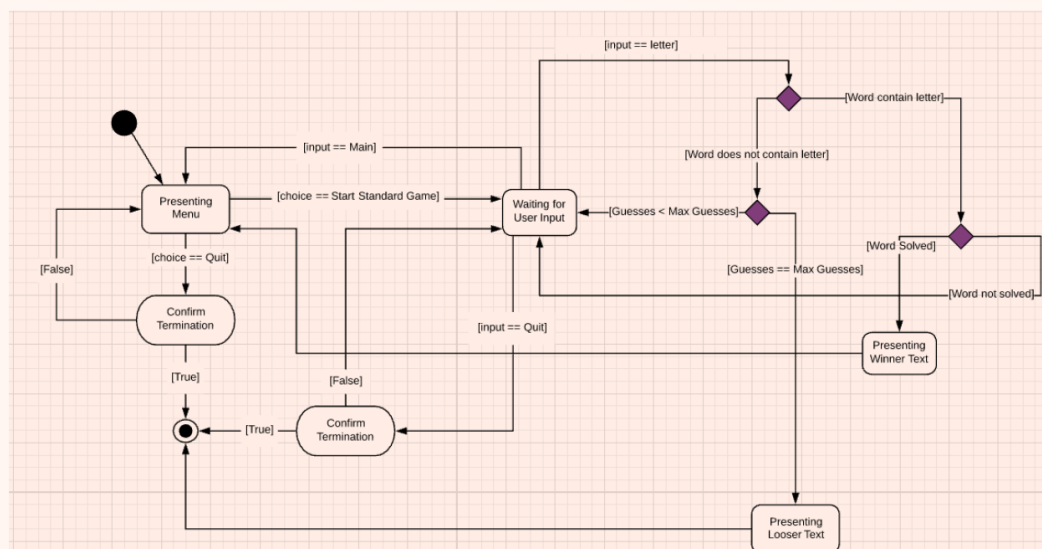 [input == letter]
[Word contain letter]
[input == Main]
[Word does not contain letter]
Presenting
Menu
[choice == Start Standard Game]
Waiting for
User Input
[Guesses < Max Guesses]
[Word Solved]
[choice == Quit]
[False]
[Guesses == Max Guesses]
[Word not solved]
Confirm
Termination
[input == Quit]
Presenting
Winner Text
[True]
[False]
[True]
Confirm
Termination
Presenting
Looser Text